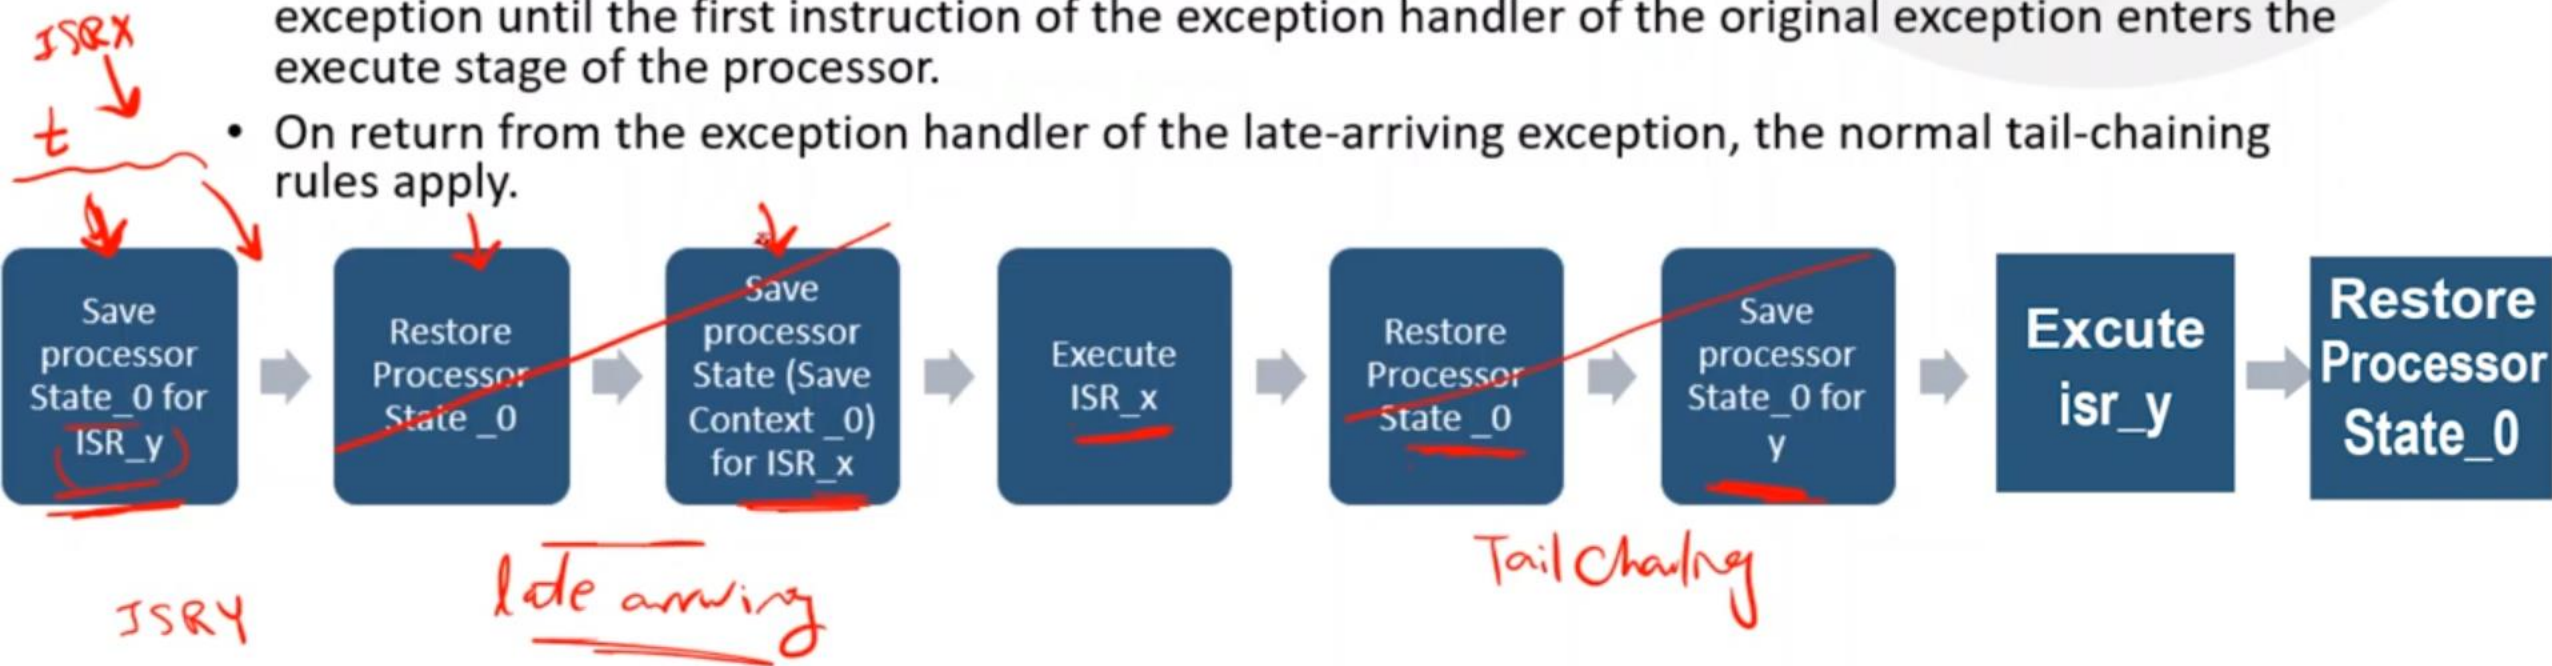 exception until the first instruction of the exception handler of the original exception enters the
execute stage of the processor.
• On return from the exception handler of the late-arriving exception, the normal tail-chaining
rules apply.
ISRX
t
Save
processor
State_0 for
ISR_y
Restore
Processor
State _0
Save
processor
State (Save
Context _0)
for ISR_x
Execute
ISR_x
Restore
Processor
State _0
Save
processor
State_0 for
y
Excute
isr_y
Restore
Processor
State_0
ISRY
late arriving
Tail Chaining